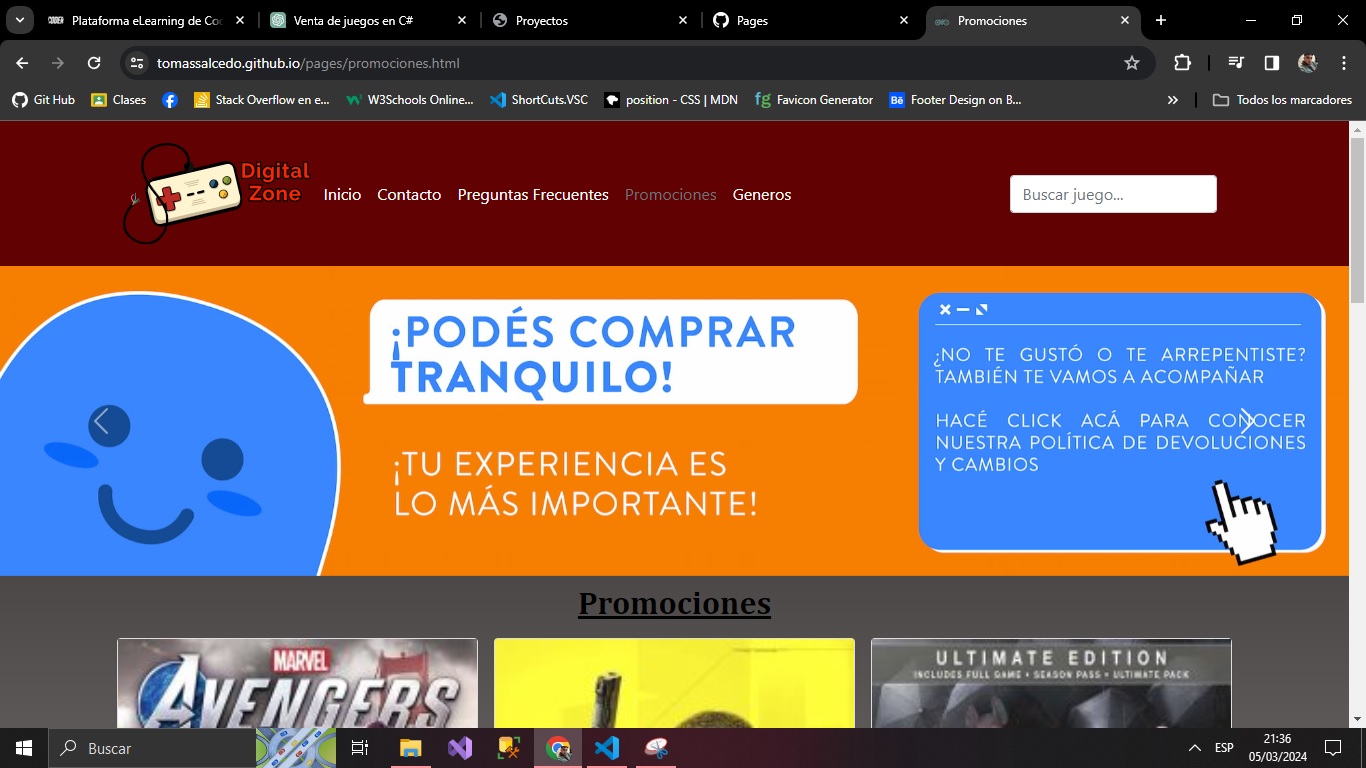 CODER Plataforma eLearning de Coc
Venta de juegos en C#
Proyectos
Pages
Promociones
tomassalcedo.github.io/pages/promociones.html
Git Hub
Clases
Stack Overflow en e...
W3Schools Online...
ShortCuts.VSC
position - CSS | MDN
fg Favicon Generator
Bē Footer Design on B...
»
Todos los marcadores
Digital
Zone
Inicio
Contacto
Preguntas Frecuentes
Promociones
Generos
Buscar juego...
¡PODÉS COMPRAR
TRANQUILO!
¡TU EXPERIENCIA ES
LO MÁS IMPORTANTE!
¿NO TE GUSTÓ O TE ARREPENTISTE?
TAMBIÉN TE VAMOS A ACOMPAÑAR
HACÉ CLICK ACÁ PARA CONOCER
NUESTRA POLÍTICA DE DEVOLUCIONES
Y CAMBIOS
Promociones
MARVEL
AVENGERS
ULTIMATE EDITION
INCLUDES FULL GAME • SEASON PASS • ULTIMATE PACK
Buscar
ESP
21:36
05/03/2024